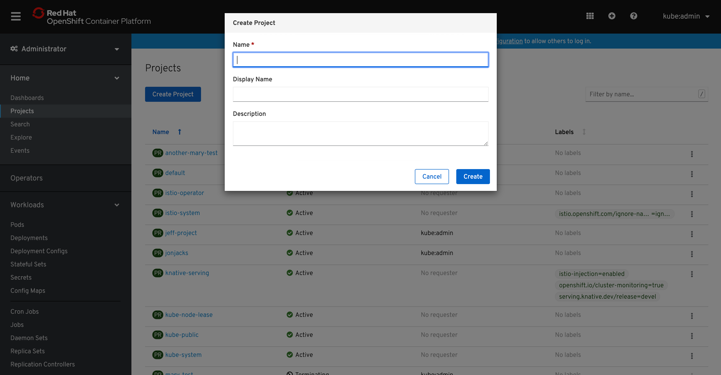 Red Hat
OpenShift Container Platform
kube:admin
Administrator
Home
Dashboards
Projects
Search
Explore
Events
Operators
Workloads
Pods
Deployments
Deployment Configs
Stateful Sets
Secrets
Config Maps
Cron Jobs
Jobs
Daemon Sets
Replica Sets
Replication Controllers
to allow others to log in.
Projects
Create Project
Filter by name...
/
Name
Labels
PR another-mary-test
No labels
PR default
No labels
PR istio-operator
Active
No requester
No labels
PR istio-system
Active
No requester
istio.openshift.com/ignore-na... =ign...
PR jeff-project
Active
kube:admin
No labels
PR jonjacks
Active
kube:admin
No labels
PR knative-serving
Active
No requester
istio-injection=enabled
openshift.io/cluster-monitoring=true
serving.knative.dev/release=devel
PR kube-node-lease
Active
No requester
No labels
PR kube-public
Active
No requester
No labels
PR kube-system
Active
No requester
No labels
Create Project
Name *
Display Name
Description
Cancel
Create